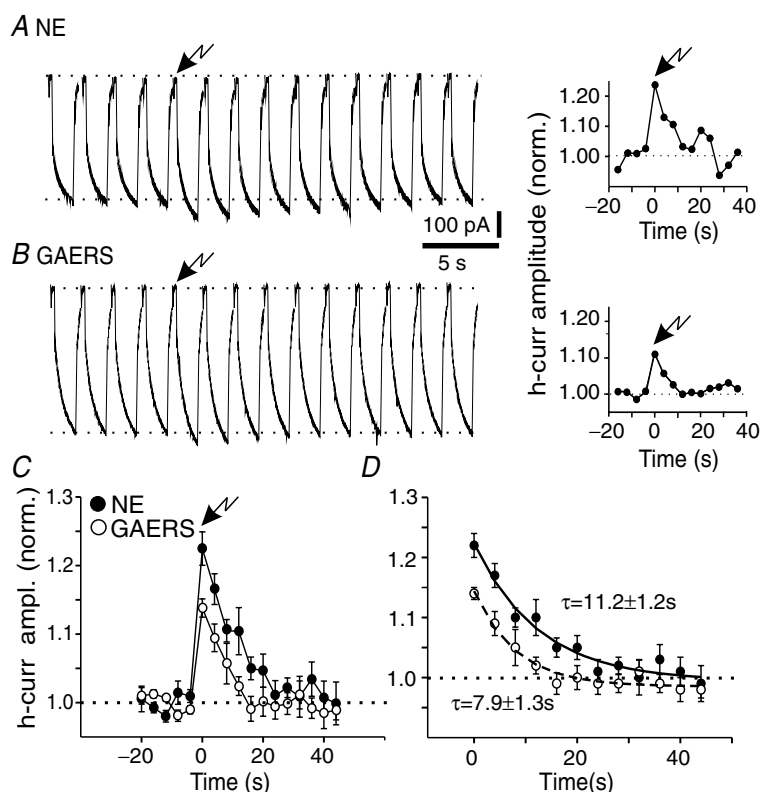 A NE
100 pA
5 s
B GAERS
h-curr amplitude (norm.)
1.20
1.10
1.00
−20 0 20 40
Time (s)
1.20
1.10
1.00
−20 0 20 40
Time (s)
C
NE
GAERS
h-curr ampl. (norm.)
1.3
1.2
1.1
1.0
−20 0 20 40
Time (s)
D
1.3
1.2
1.1
1.0
τ=11.2±1.2s
τ=7.9±1.3s
0 20 40
Time(s)